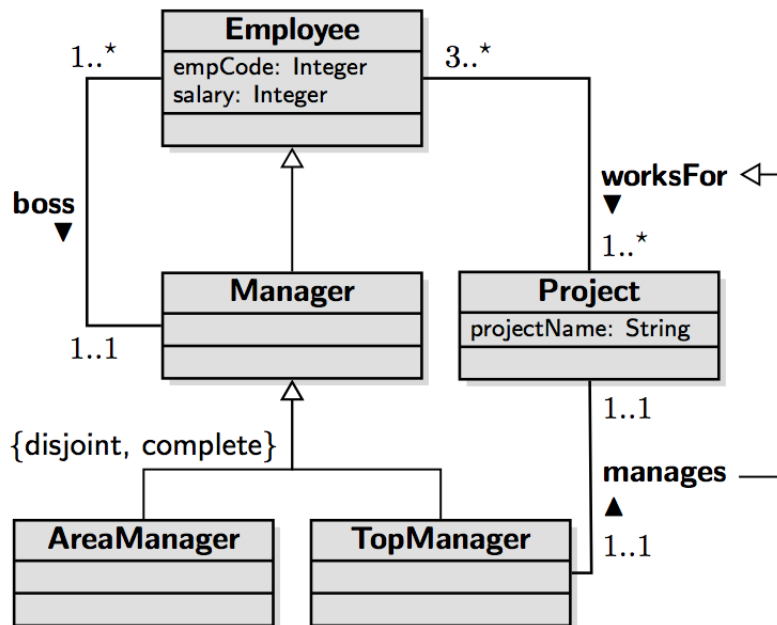 Employee
1..*
3..*
empCode: Integer
salary: Integer
worksFor
boss
▼
▼
1..*
Manager
Project
projectName: String
1..1
1..1
{disjoint, complete}
manages
▲
AreaManager
TopManager
1..1